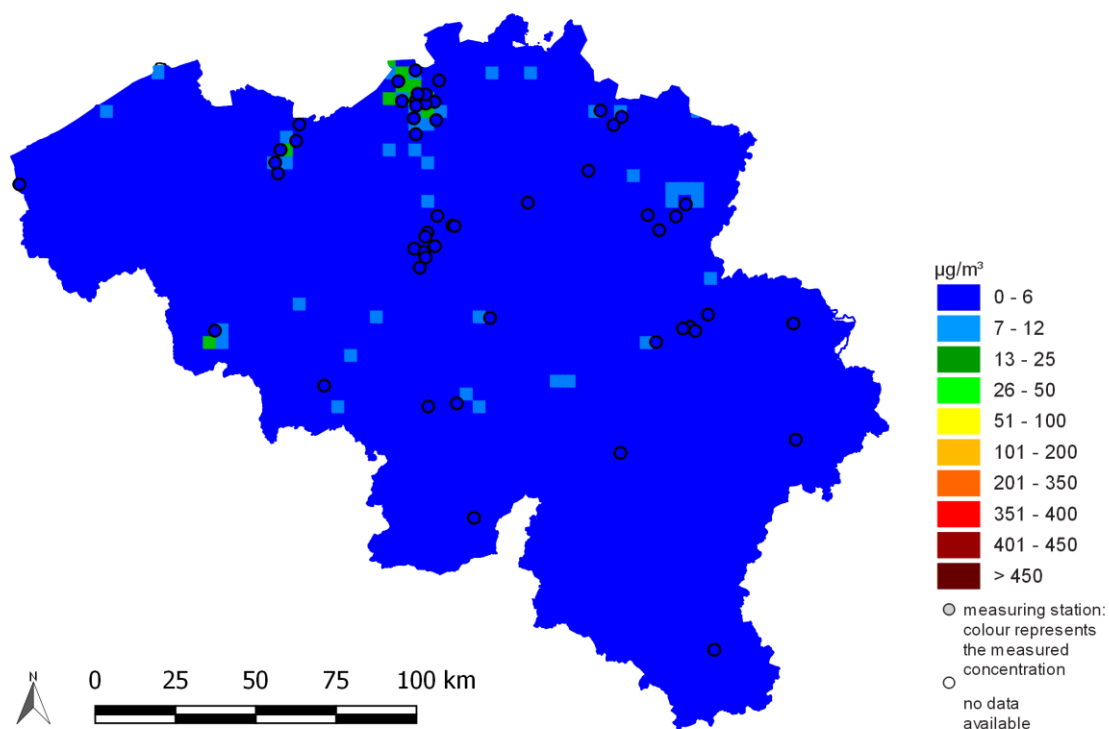 µg/m³
0 - 6
7 - 12
13 - 25
26 - 50
51 - 100
101 - 200
201 - 350
351 - 400
401 - 450
> 450
measuring station:
colour represents
the measured
concentration
no data
available
N
0 25 50 75 100 km